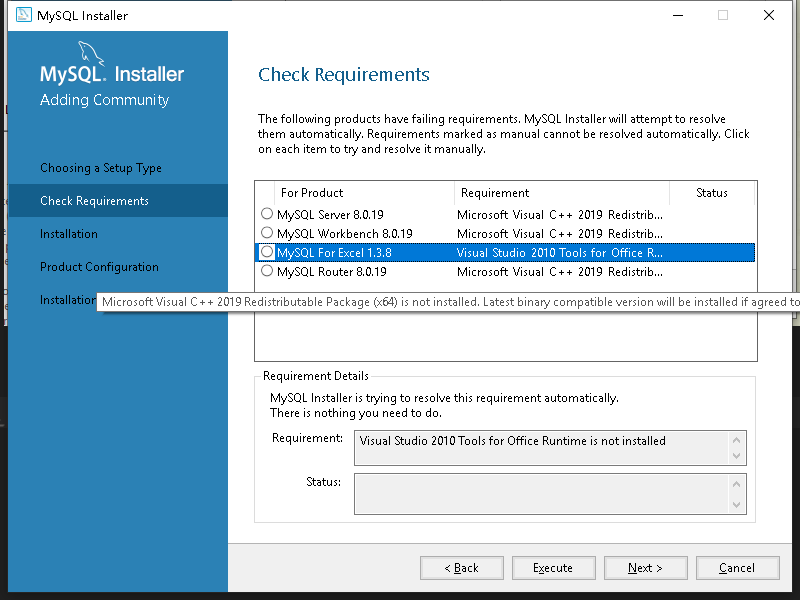 MySQL Installer
MySQL. Installer
Adding Community
Choosing a Setup Type
Check Requirements
Installation
Product Configuration
Installation
Check Requirements
The following products have failing requirements. MySQL Installer will attempt to resolve
them automatically. Requirements marked as manual cannot be resolved automatically. Click
on each item to try and resolve it manually.
For Product Requirement Status
MySQL Server 8.0.19 Microsoft Visual C++ 2019 Redistrib...
MySQL Workbench 8.0.19 Microsoft Visual C++ 2019 Redistrib...
MySQL For Excel 1.3.8 Visual Studio 2010 Tools for Office R...
MySQL Router 8.0.19 Microsoft Visual C++ 2019 Redistrib...
Microsoft Visual C++ 2019 Redistributable Package (x64) is not installed. Latest binary compatible version will be installed if agreed to
Requirement Details
MySQL Installer is trying to resolve this requirement automatically.
There is nothing you need to do.
Requirement: Visual Studio 2010 Tools for Office Runtime is not installed
Status:
< Back Execute Next > Cancel